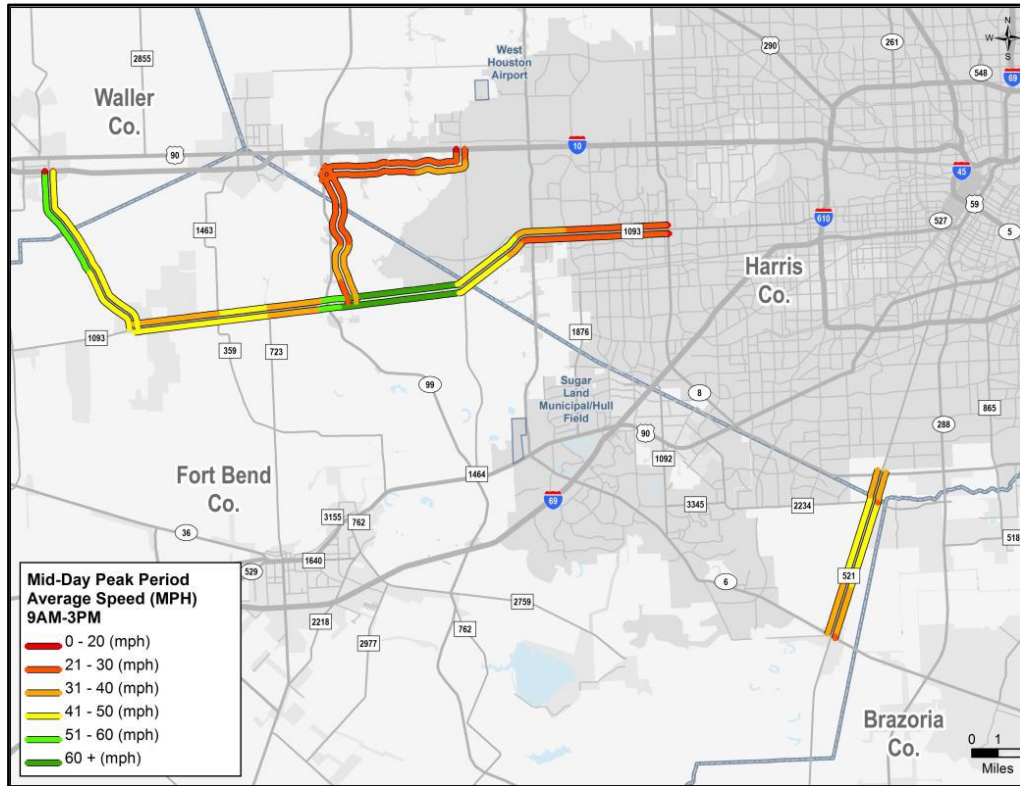 N
W E
S
261
290
2855
548
69
West
Houston
Airport
Waller
Co.
90
10
45
59
610
527
5
1463
1093
Harris
Co.
1093
359
723
1876
99
8
Sugar
Land
Municipal/Hull
Field
865
288
90
1092
Fort Bend
Co.
1464
69
3345
2234
3155
762
36
518
1640
529
521
6
2759
2218
762
2977
Brazoria
Co.
Mid-Day Peak Period
Average Speed (MPH)
9AM-3PM
0 - 20 (mph)
21 - 30 (mph)
31 - 40 (mph)
41 - 50 (mph)
51 - 60 (mph)
60 + (mph)
0 1
Miles